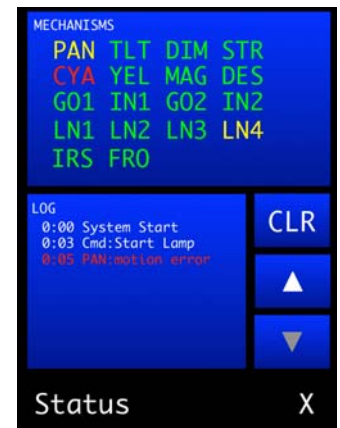 MECHANISMS
PAN TLT DIM STR
CYA YEL MAG DES
GO1 IN1 GO2 IN2
LN1 LN2 LN3 LN4
IRS FRO
LOG
0:00 System Start
0:03 Cmd:Start Lamp
0:05 PAN:motion error
CLR
Status X